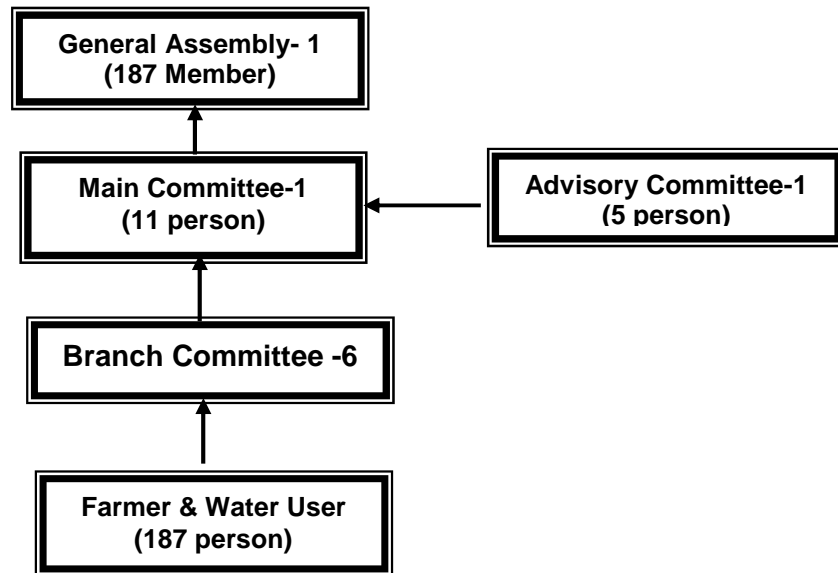 General Assembly- 1
(187 Member)
Main Committee-1
(11 person)
Advisory Committee-1
(5 person)
Branch Committee -6
Farmer & Water User
(187 person)